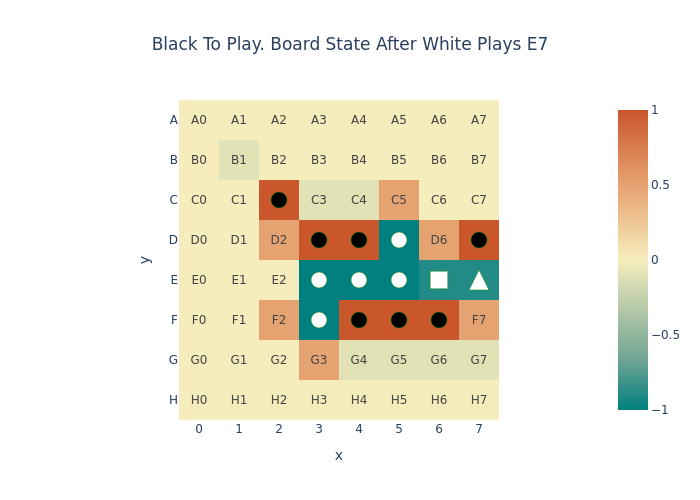 Black To Play. Board State After White Plays E7
A A0 A1 A2 A3 A4 A5 A6 A7 1
B B0 B1 B2 B3 B4 B5 B6 B7
C C0 C1 C3 C4 C5 C6 C7 0.5
D D0 D1 D2 D6
y E E0 E1 E2 0
F F0 F1 F2 F7 −0.5
G G0 G1 G2 G3 G4 G5 G6 G7
H H0 H1 H2 H3 H4 H5 H6 H7 −1
0 1 2 3 4 5 6 7
x